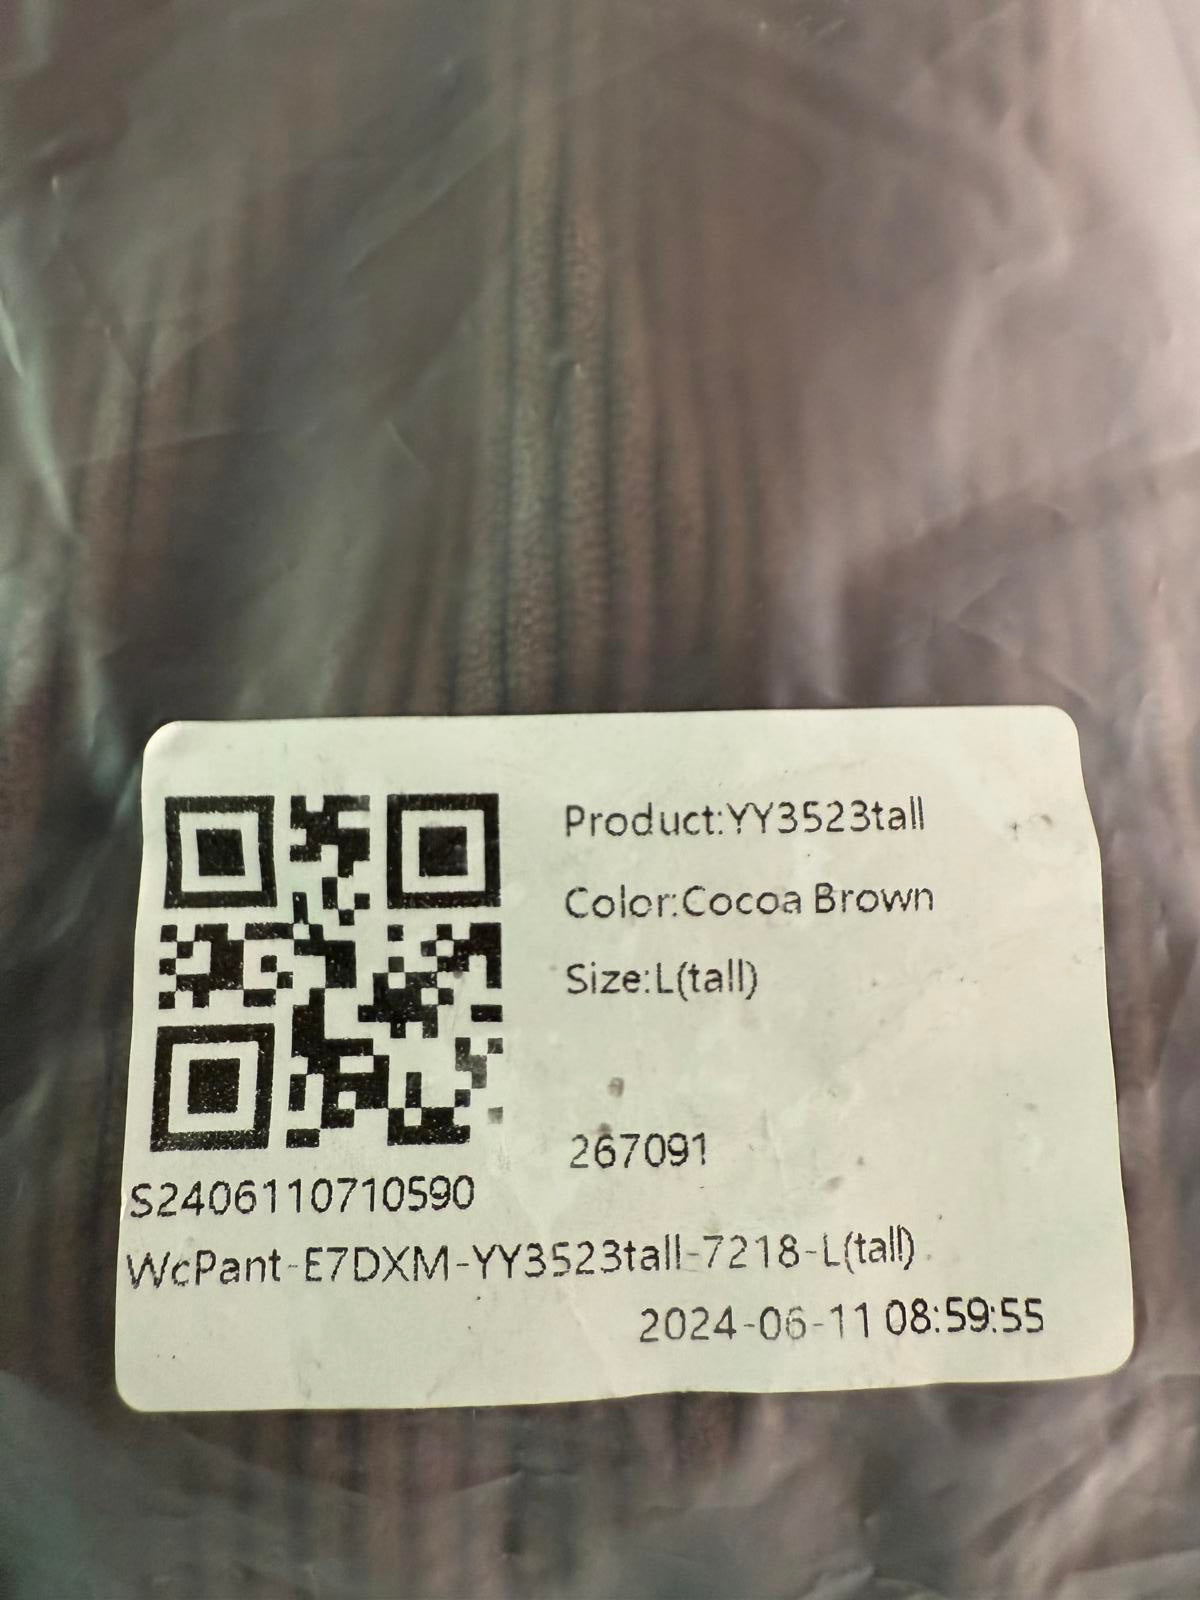 Product:YY3523tall
Color:Cocoa Brown
Size:L(tall)
267091
S2406110710590
WcPant-E7DXM-YY3523tall-7218-L(tall)
2024-06-11 08:59:55